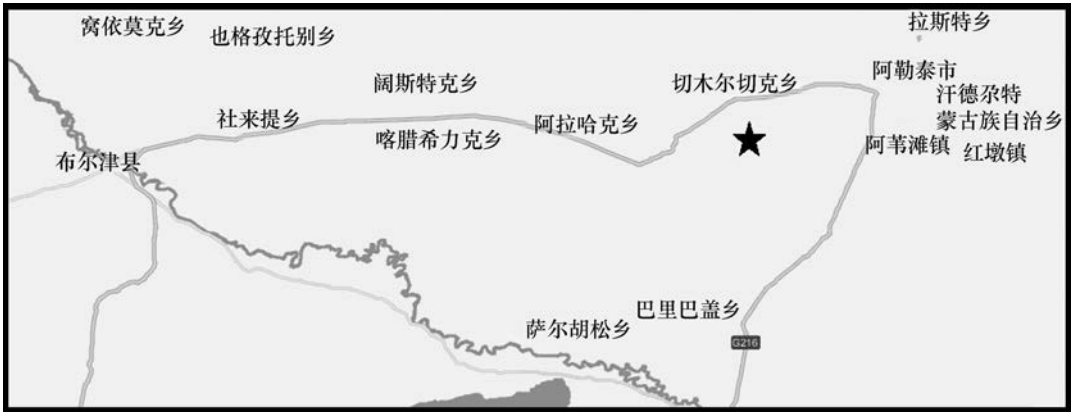 窝依莫克乡
也格孜托别乡
拉斯特乡
阔斯特克乡
切木尔切克乡
阿勒泰市
汗德尕特
蒙古族自治乡
社来提乡
喀腊希力克乡
阿拉哈克乡
阿苇滩镇
红墩镇
布尔津县
巴里巴盖乡
萨尔胡松乡
G216